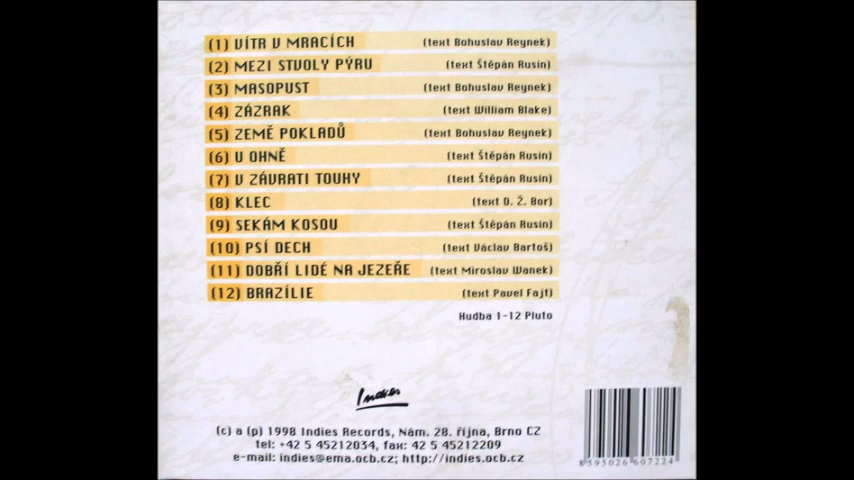 (1) VÍTR V MRACÍCH (text Bohuslav Reynek)
(2) MEZI STVOLY PÝRU (text Štěpán Rusín)
(3) MASOPUST (text Bohuslav Reynek)
(4) ZÁZRAK (text William Blake)
(5) ZEMĚ POKLADŮ (text Bohuslav Reynek)
(6) U OHNĚ (text Štěpán Rusín)
(7) V ZÁVRATI TOUHY (text Štěpán Rusín)
(8) KLEC (text D. Ž. Bor)
(9) SEKÁM KOSOU (text Štěpán Rusín)
(10) PSÍ DECH (text Václav Bartoš)
(11) DOBŘÍ LIDÉ NA JEZEŘE (text Miroslav Wanek)
(12) BRAZÍLIE (text Pavel Fajt)
Hudba 1-12 Pluto
Indies
(c) a (p) 1998 Indies Records, Nám. 28. října, Brno CZ
tel: +42 5 45212034, fax: +42 5 45212209
e-mail: indies@ema.ocb.cz; http://indies.ocb.cz
8 595026 607224